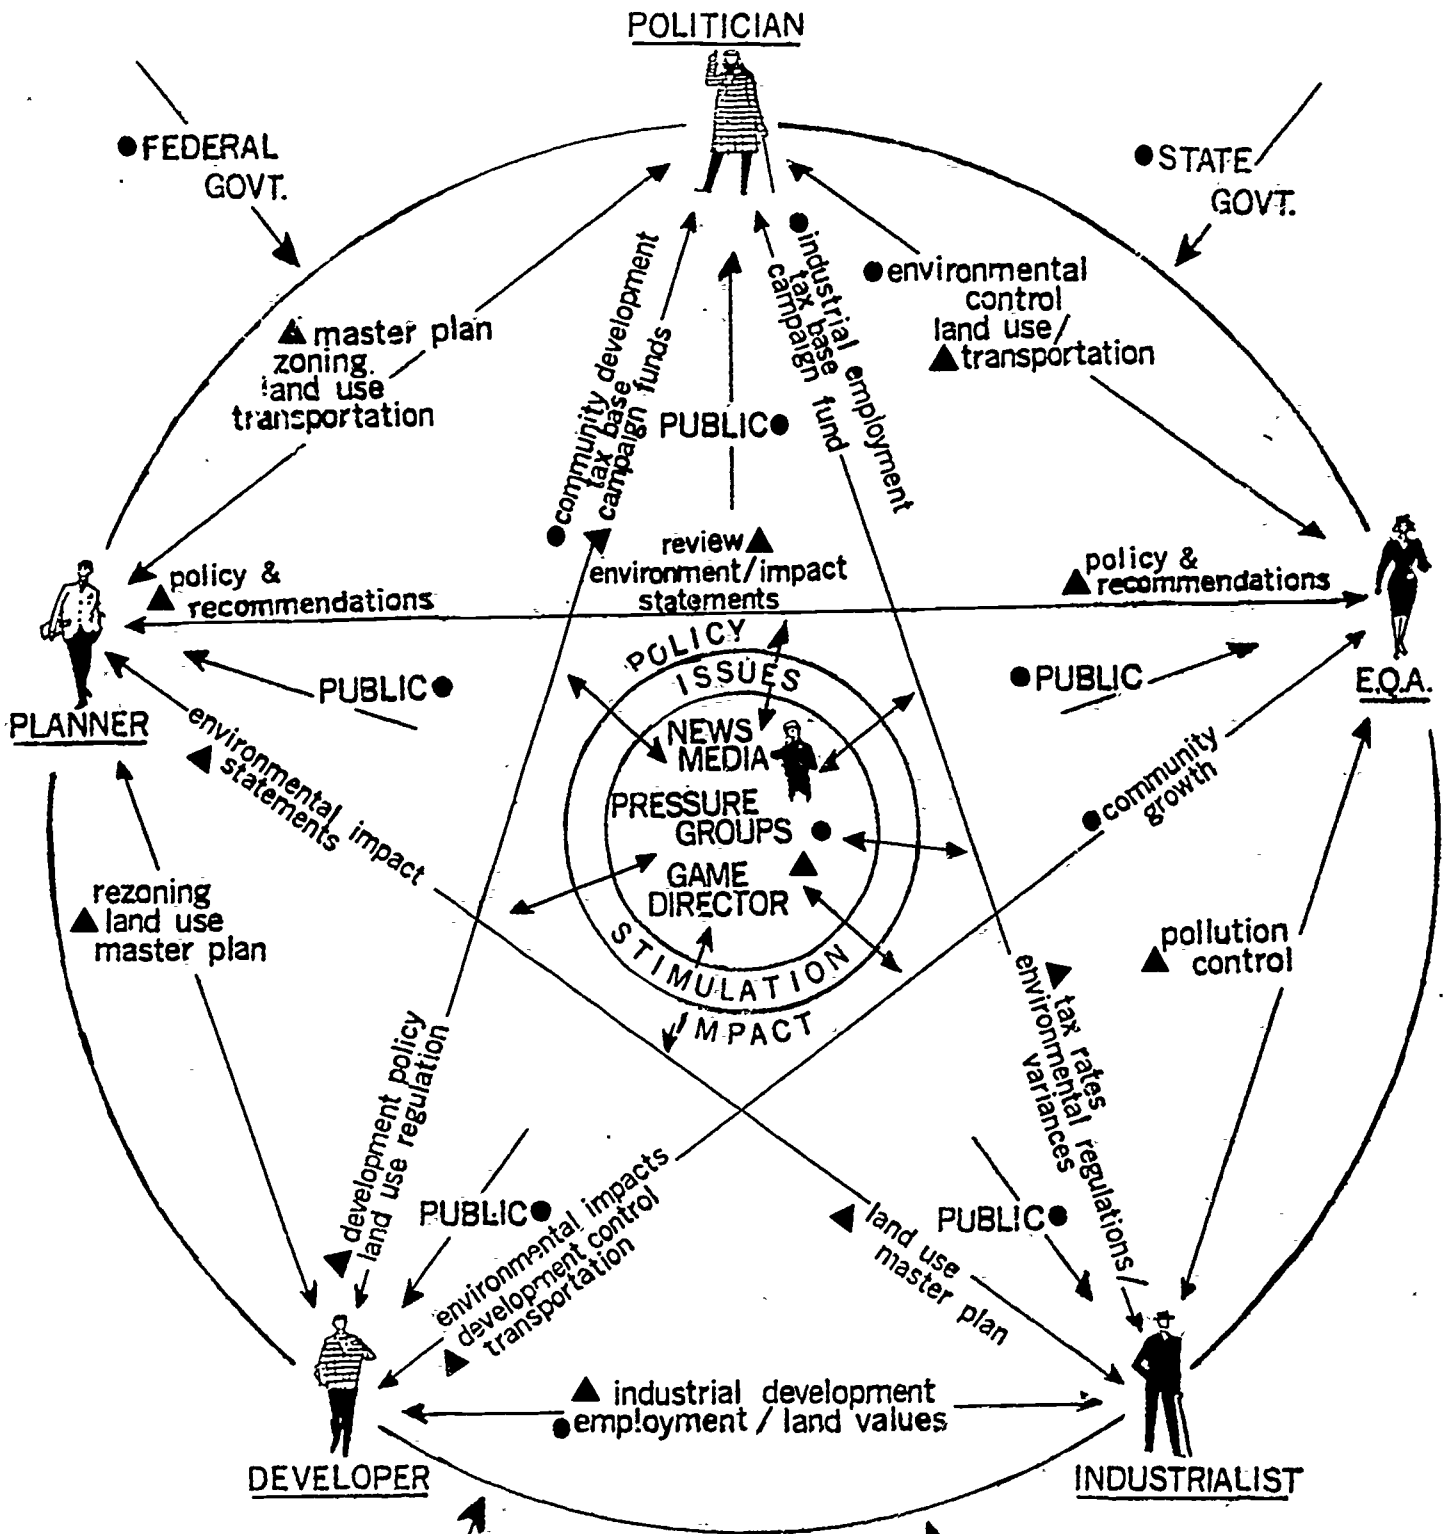 POLITICIAN
●FEDERAL
GOVT.
●STATE
GOVT.
▲master plan
zoning
land use
transportation
●community development
tax base
▲campaign funds
PUBLIC●
●industrial employment
tax base
campaign fund
●environmental
control
land use/
▲transportation
review▲
environment/impact
statements
▲policy &
recommendations
policy &
▲recommendations
PUBLIC●
●PUBLIC
PLANNER
E.Q.A.
POLICY
ISSUES
NEWS
MEDIA
PRESSURE
GROUPS ●
GAME ▲
DIRECTOR
STIMULATION
IMPACT
environmental impact
▲statements
●community
growth
rezoning
▲land use
master plan
pollution
▲control
▲development policy
land use regulation
▲tax rates
environmental regulations/
variances
PUBLIC●
environmental impacts
development control
▲transportation
▲land use
master plan
PUBLIC●
▲industrial development
●employment / land values
DEVELOPER
INDUSTRIALIST